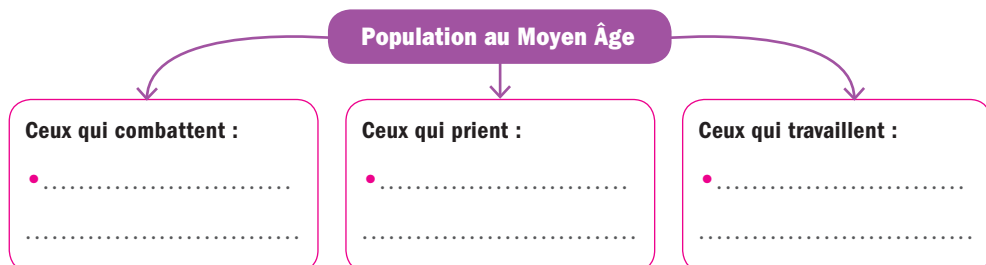 Population au Moyen Âge
Ceux qui combattent :
•............................
...............................
Ceux qui prient :
•............................
...............................
Ceux qui travaillent :
•............................
...............................